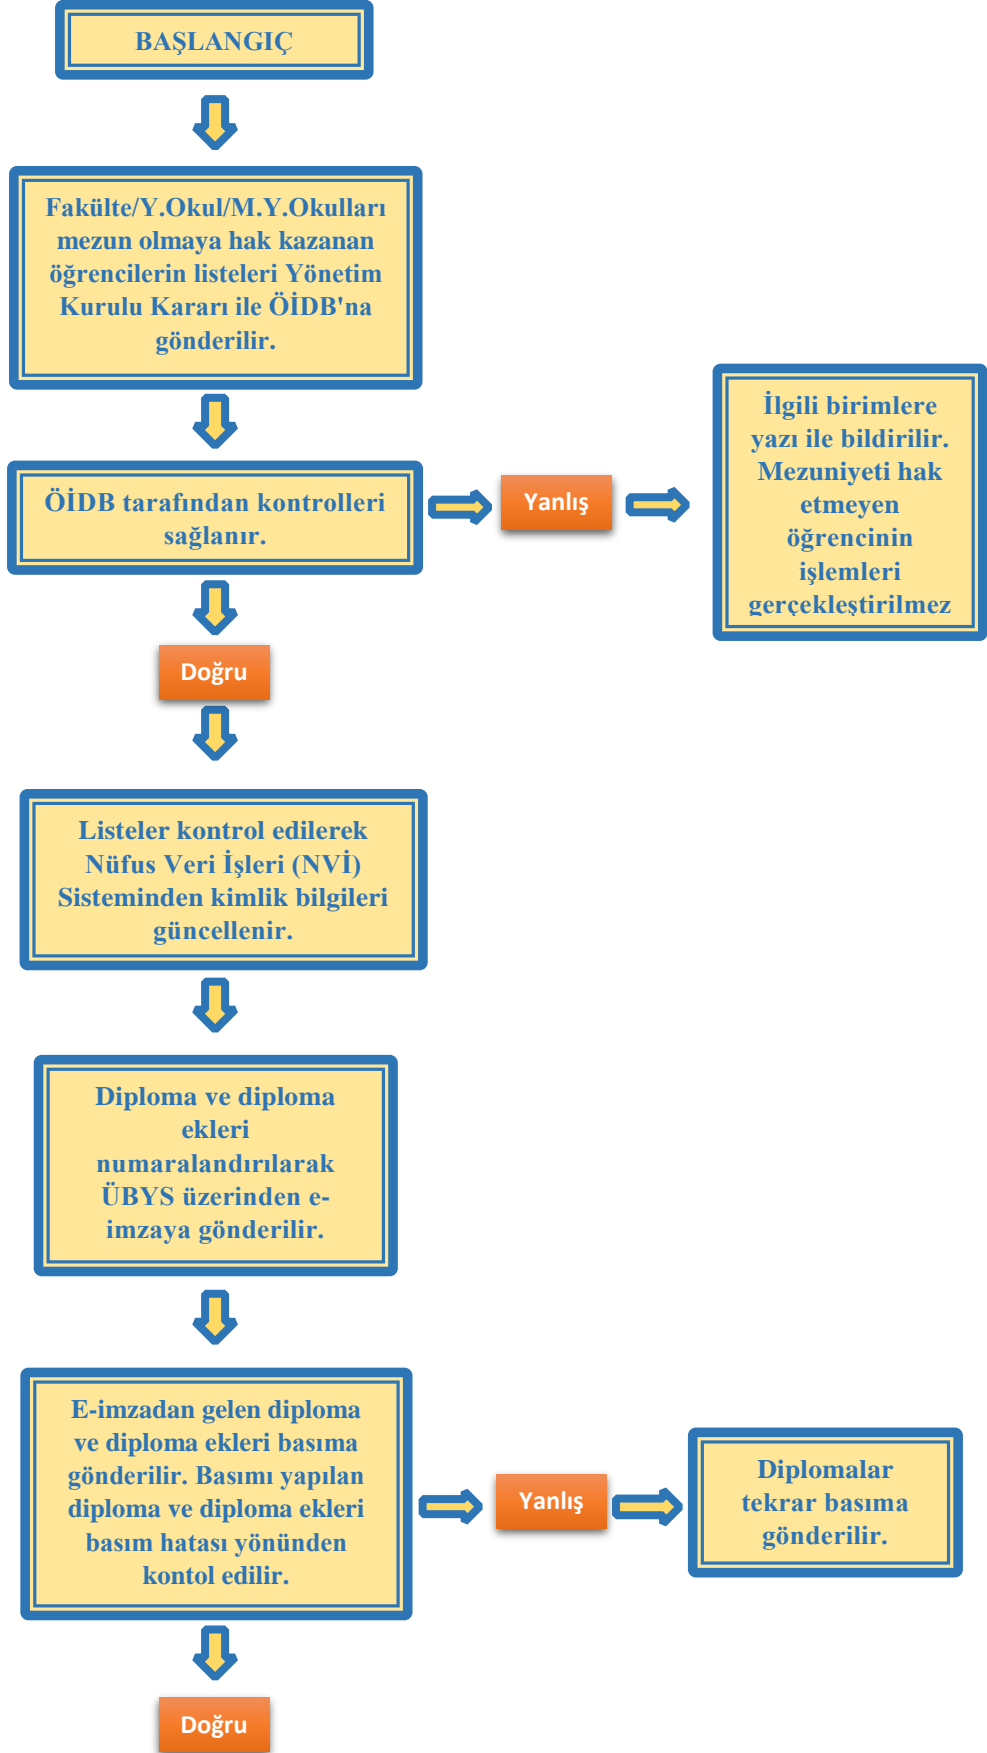 BAŞLANGIÇ
Fakülte/Y.Okul/M.Y.Okulları
mezun olmaya hak kazanan
öğrencilerin listeleri Yönetim
Kurulu Kararı ile ÖİDB'na
gönderilir.
ÖİDB tarafından kontrolleri
sağlanır.
Yanlış
İlgili birimlere
yazı ile bildirilir.
Mezuniyeti hak
etmeyen
öğrencinin
işlemleri
gerçekleştirilmez
Doğru
Listeler kontrol edilerek
Nüfus Veri İşleri (NVİ)
Sisteminden kimlik bilgileri
güncellenir.
Diploma ve diploma
ekleri
numaralandırılarak
ÜBYS üzerinden e-
imzaya gönderilir.
E-imzadan gelen diploma
ve diploma ekleri basıma
gönderilir. Basımı yapılan
diploma ve diploma ekleri
basım hatası yönünden
kontol edilir.
Yanlış
Diplomalar
tekrar basıma
gönderilir.
Doğru